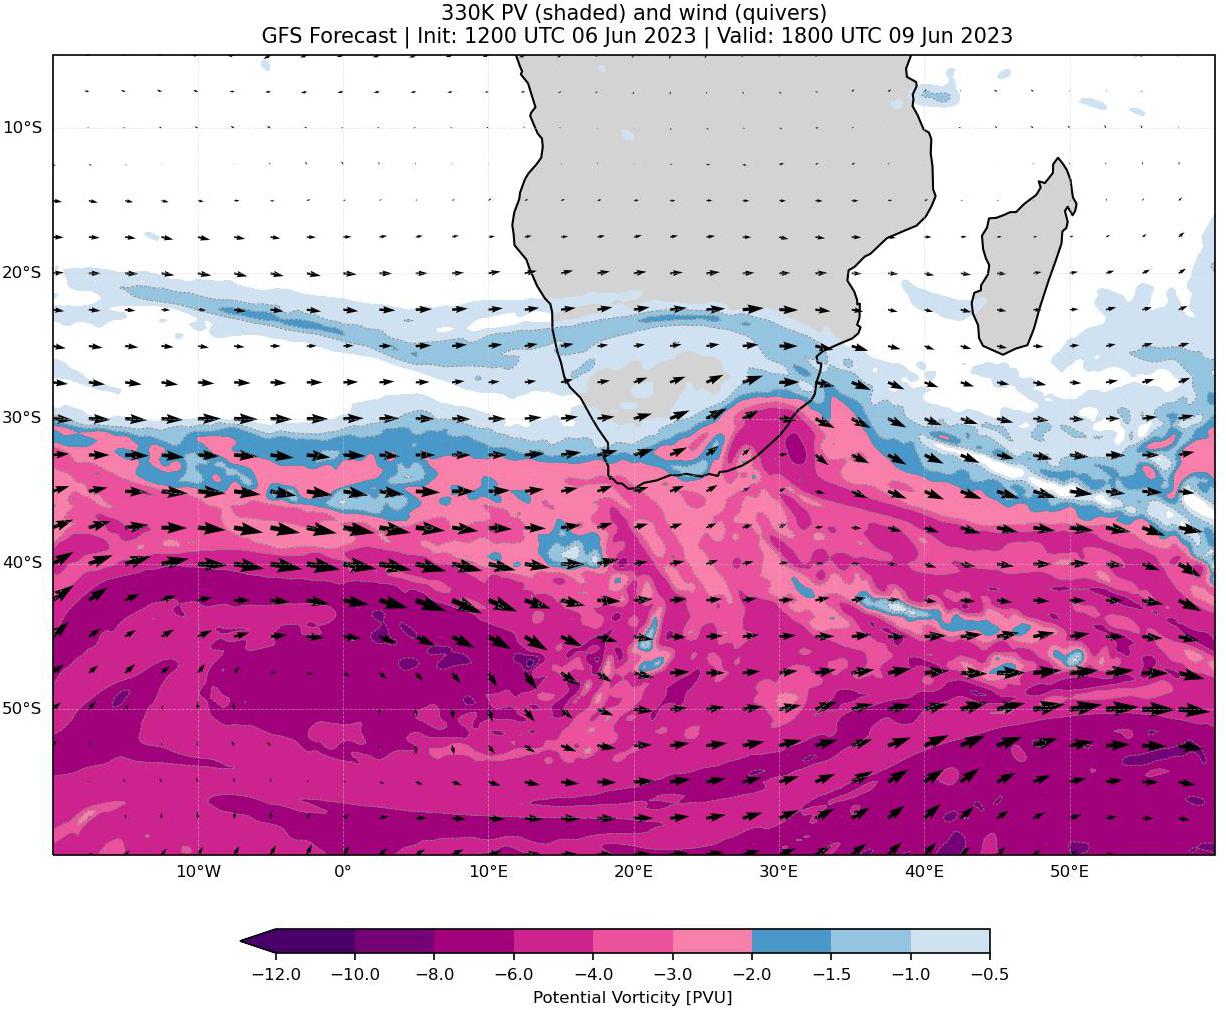 330K PV (shaded) and wind (quivers)
GFS Forecast | Init: 1200 UTC 06 Jun 2023 | Valid: 1800 UTC 09 Jun 2023
10°S
20°S
30°S
40°S
50°S
10°W 0° 10°E 20°E 30°E 40°E 50°E
−12.0 −10.0 −8.0 −6.0 −4.0 −3.0 −2.0 −1.5 −1.0 −0.5
Potential Vorticity [PVU]